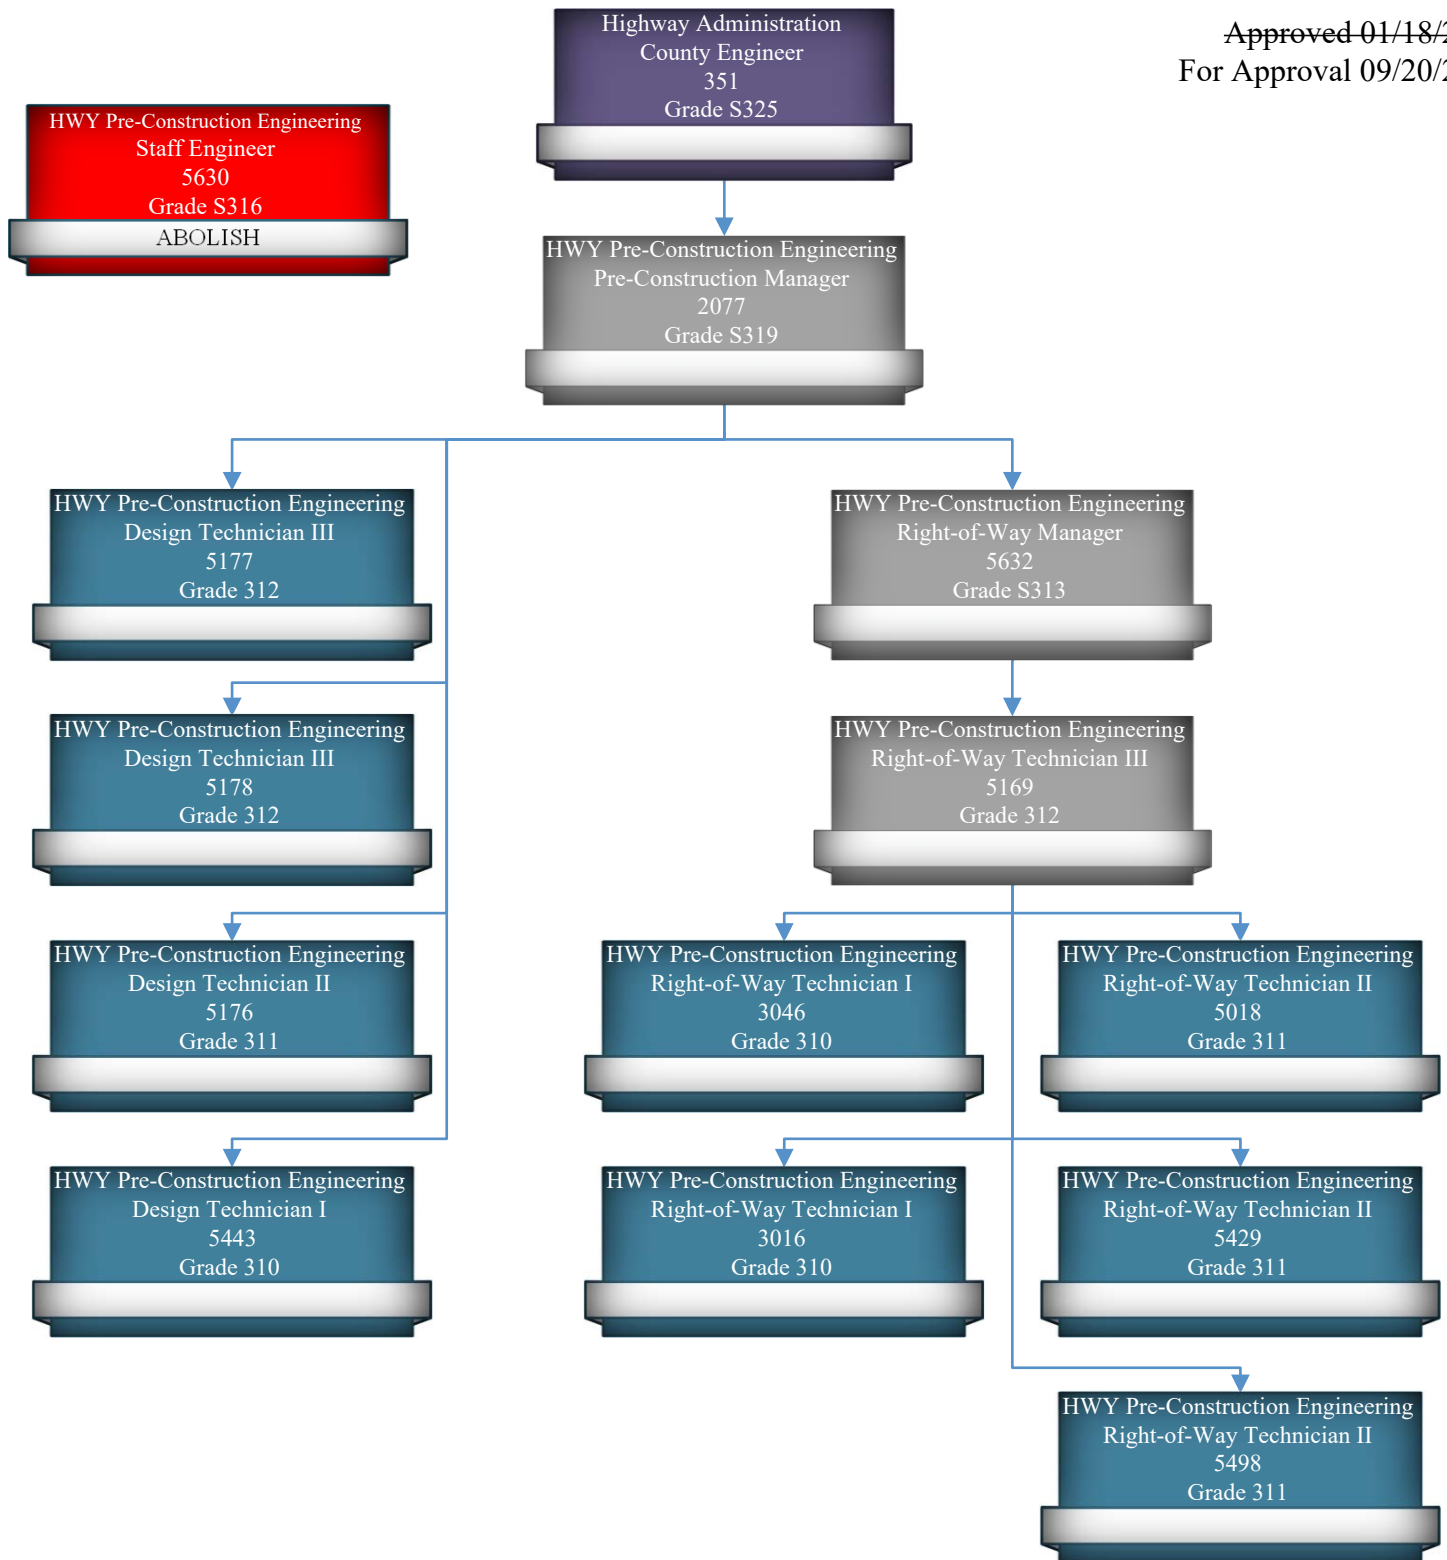 Approved 01/18/2
For Approval 09/20/2
Highway Administration
County Engineer
351
Grade S325
HWY Pre-Construction Engineering
Staff Engineer
5630
Grade S316
ABOLISH
HWY Pre-Construction Engineering
Pre-Construction Manager
2077
Grade S319
HWY Pre-Construction Engineering
Design Technician III
5177
Grade 312
HWY Pre-Construction Engineering
Right-of-Way Manager
5632
Grade S313
HWY Pre-Construction Engineering
Design Technician III
5178
Grade 312
HWY Pre-Construction Engineering
Right-of-Way Technician III
5169
Grade 312
HWY Pre-Construction Engineering
Design Technician II
5176
Grade 311
HWY Pre-Construction Engineering
Right-of-Way Technician I
3046
Grade 310
HWY Pre-Construction Engineering
Right-of-Way Technician II
5018
Grade 311
HWY Pre-Construction Engineering
Design Technician I
5443
Grade 310
HWY Pre-Construction Engineering
Right-of-Way Technician I
3016
Grade 310
HWY Pre-Construction Engineering
Right-of-Way Technician II
5429
Grade 311
HWY Pre-Construction Engineering
Right-of-Way Technician II
5498
Grade 311